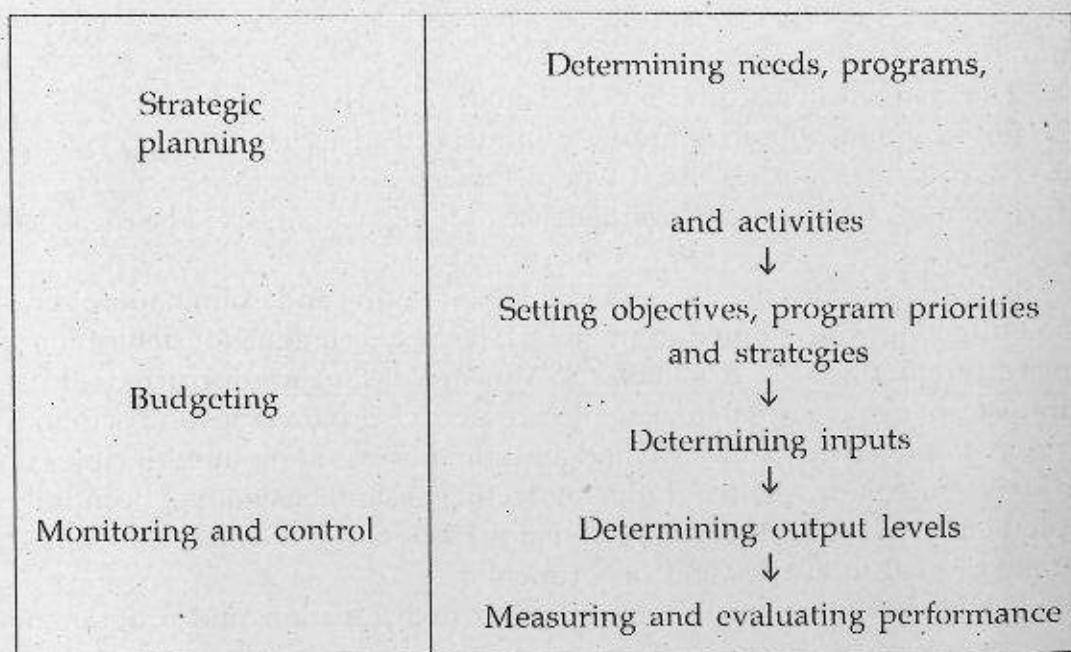 Strategic
planning
Determining needs, programs,
and activities
↓
Setting objectives, program priorities
and strategies
↓
Budgeting
Determining inputs
↓
Monitoring and control
Determining output levels
↓
Measuring and evaluating performance